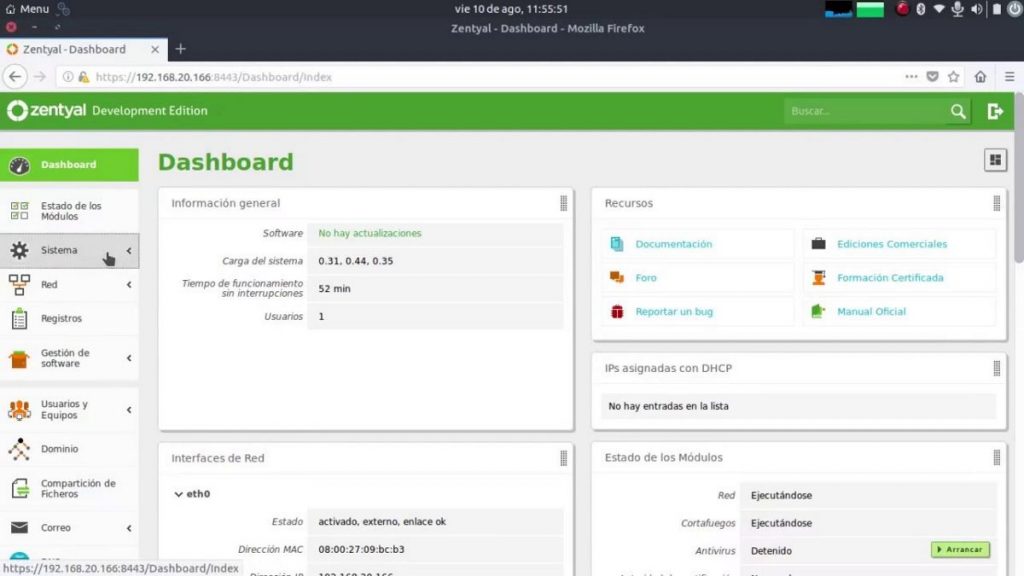 Menu
vie 10 de ago, 11:55:51
Zentyal - Dashboard - Mozilla Firefox
Zentyal - Dashboard
https://192.168.20.166:8443/Dashboard/Index
zentyal Development Edition
Buscar...
Dashboard
Estado de los
Módulos
Sistema
Red
Registros
Gestión de
software
Usuarios y
Equipos
Dominio
Compartición de
Ficheros
Correo
Dashboard
Información general
Software No hay actualizaciones
Carga del sistema 0.31, 0.44, 0.35
Tiempo de funcionamiento
sin interrupciones 52 min
Usuarios 1
Interfaces de Red
eth0
Estado activado, externo, enlace ok
Dirección MAC 08:00:27:09:bc:b3
Dirección IP 192.168.20.166
Recursos
Documentación Ediciones Comerciales
Foro Formación Certificada
Reportar un bug Manual Oficial
IPs asignadas con DHCP
No hay entradas en la lista
Estado de los Módulos
Red Ejecutándose
Cortafuegos Ejecutándose
Antivirus Detenido Arrancar
https://192.168.20.166:8443/Dashboard/Index